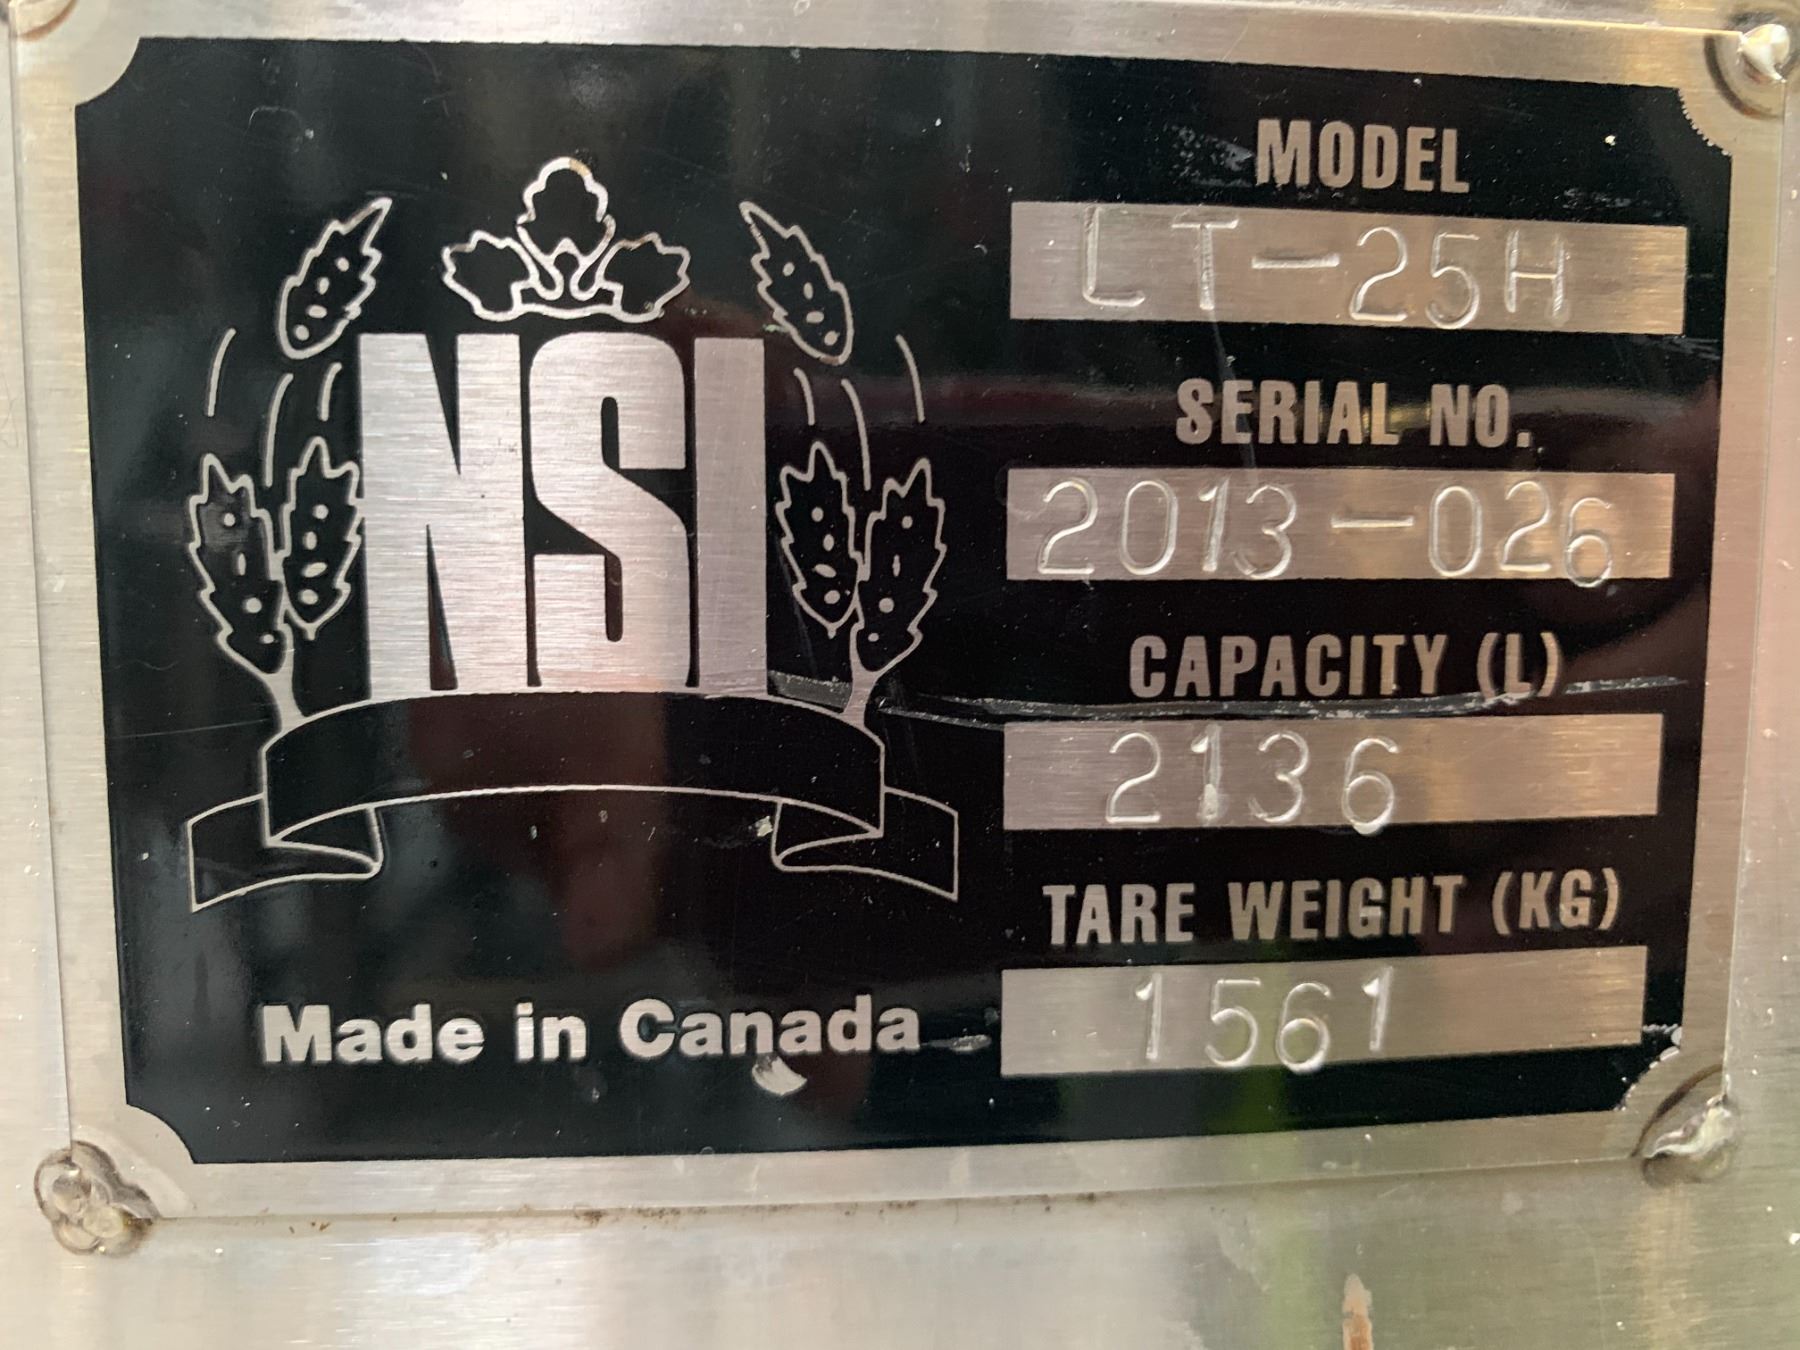 NSI
Made in Canada
MODEL
LT-25H
SERIAL NO.
2013-026
CAPACITY (L)
2136
TARE WEIGHT (KG)
1561